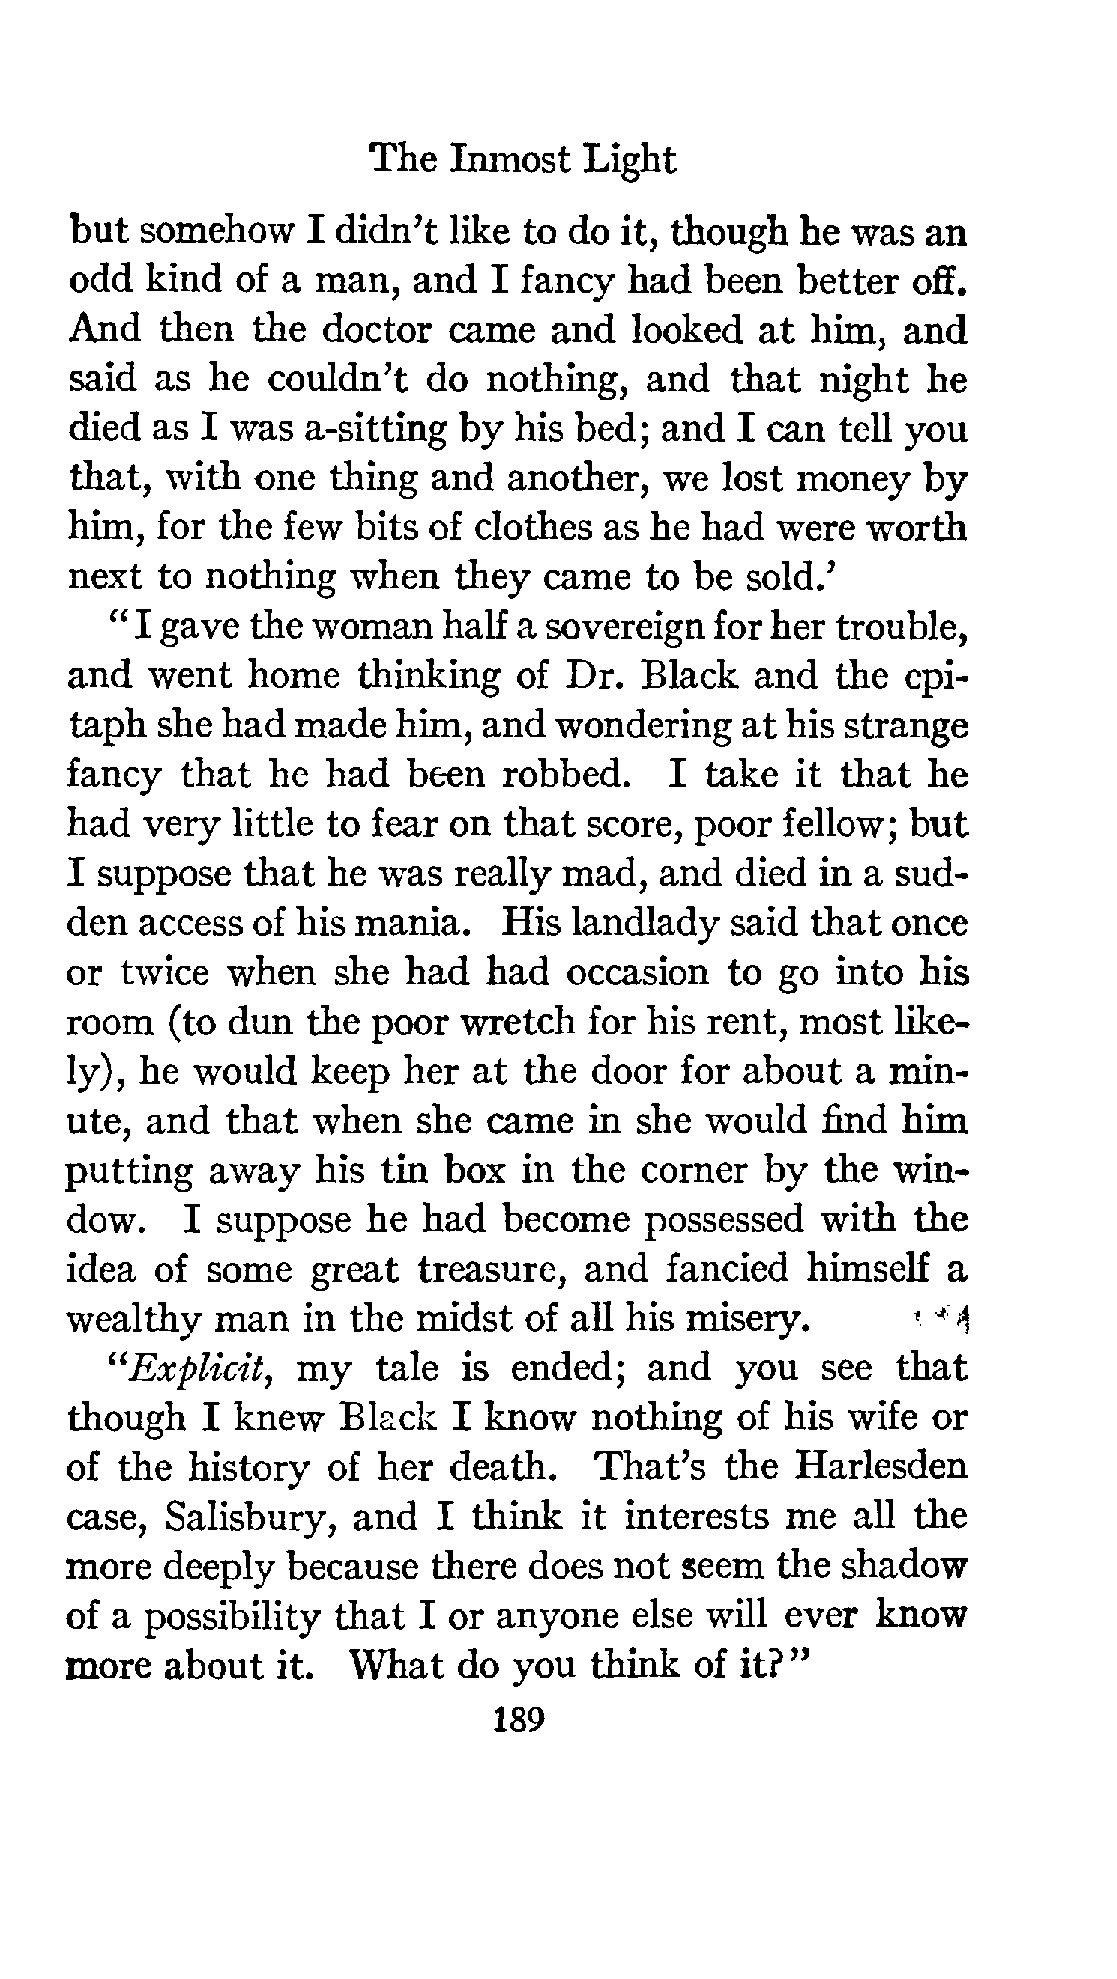 The Inmost Light
but somehow I didn't like to do it, though he was an
odd kind of a man, and I fancy had been better off.
And then the doctor came and looked at him, and
said as he couldn't do nothing, and that night he
died as I was a-sitting by his bed; and I can tell you
that, with one thing and another, we lost money by
him, for the few bits of clothes as he had were worth
next to nothing when they came to be sold.'
"I gave the woman half a sovereign for her trouble,
and went home thinking of Dr. Black and the epi-
taph she had made him, and wondering at his strange
fancy that he had been robbed. I take it that he
had very little to fear on that score, poor fellow; but
I suppose that he was really mad, and died in a sud-
den access of his mania. His landlady said that once
or twice when she had had occasion to go into his
room (to dun the poor wretch for his rent, most like-
ly), he would keep her at the door for about a min-
ute, and that when she came in she would find him
putting away his tin box in the corner by the win-
dow. I suppose he had become possessed with the
idea of some great treasure, and fancied himself a
wealthy man in the midst of all his misery.
"Explicit, my tale is ended; and you see that
though I knew Black I know nothing of his wife or
of the history of her death. That's the Harlesden
case, Salisbury, and I think it interests me all the
more deeply because there does not seem the shadow
of a possibility that I or anyone else will ever know
more about it. What do you think of it?"
189